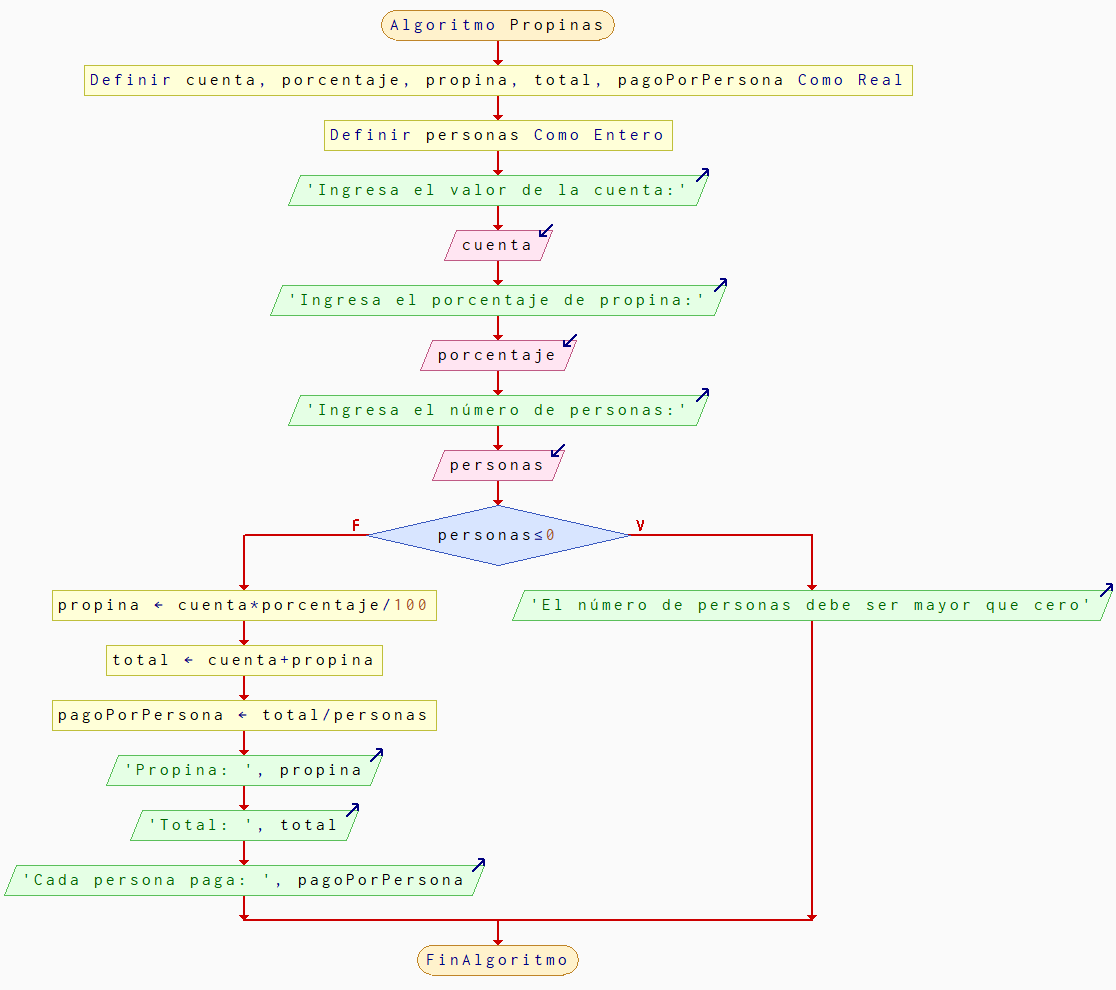 Algoritmo Propinas
Definir cuenta, porcentaje, propina, total, pagoPorPersona Como Real
Definir personas Como Entero
'Ingresa el valor de la cuenta:'
cuenta
'Ingresa el porcentaje de propina:'
porcentaje
'Ingresa el número de personas:'
personas
F
personas≤0
V
propina ← cuenta*porcentaje/100
'El número de personas debe ser mayor que cero'
total ← cuenta+propina
pagoPorPersona ← total/personas
'Propina: ', propina
'Total: ', total
'Cada persona paga: ', pagoPorPersona
FinAlgoritmo